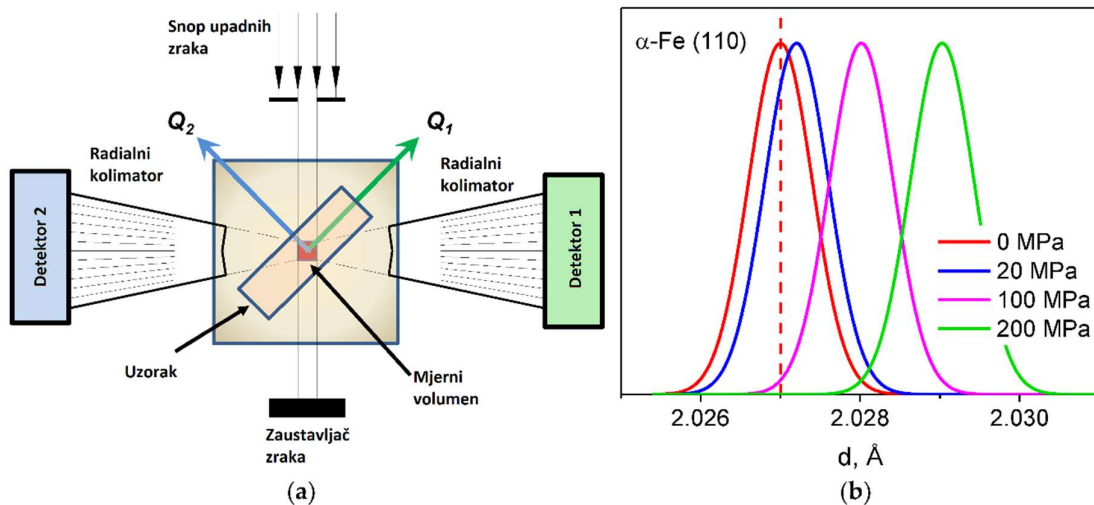 Snop upadnih
zraka
Q2
Q1
Radialni
kolimator
Radialni
kolimator
Detektor 2
Detektor 1
Uzorak
Mjerni
volumen
Zaustavljač
zraka
(a)
α-Fe (110)
0 MPa
20 MPa
100 MPa
200 MPa
2.026
2.028
2.030
d, Å
(b)